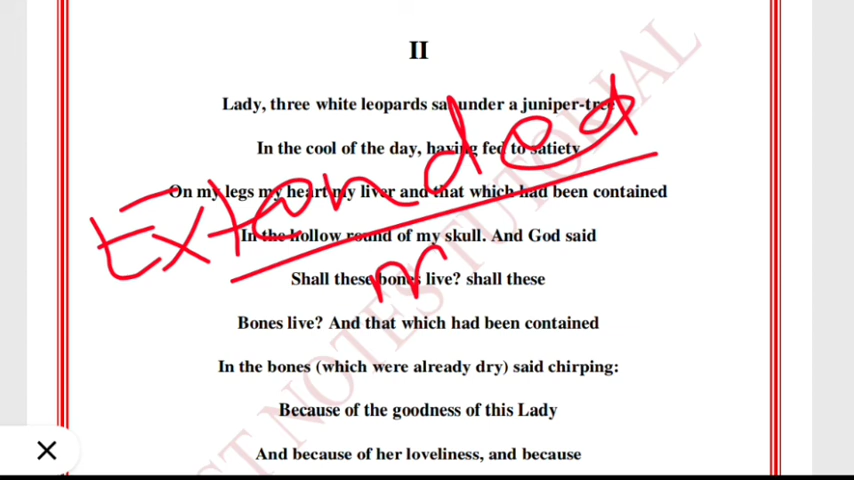 II
Lady, three white leopards sat under a juniper-tree
In the cool of the day, having fed to satiety
On my legs my heart my liver and that which had been contained
In the hollow round of my skull. And God said
Shall these bones live? shall these
Bones live? And that which had been contained
In the bones (which were already dry) said chirping:
Because of the goodness of this Lady
And because of her loveliness, and because
Extended
NOTES TUTORIAL